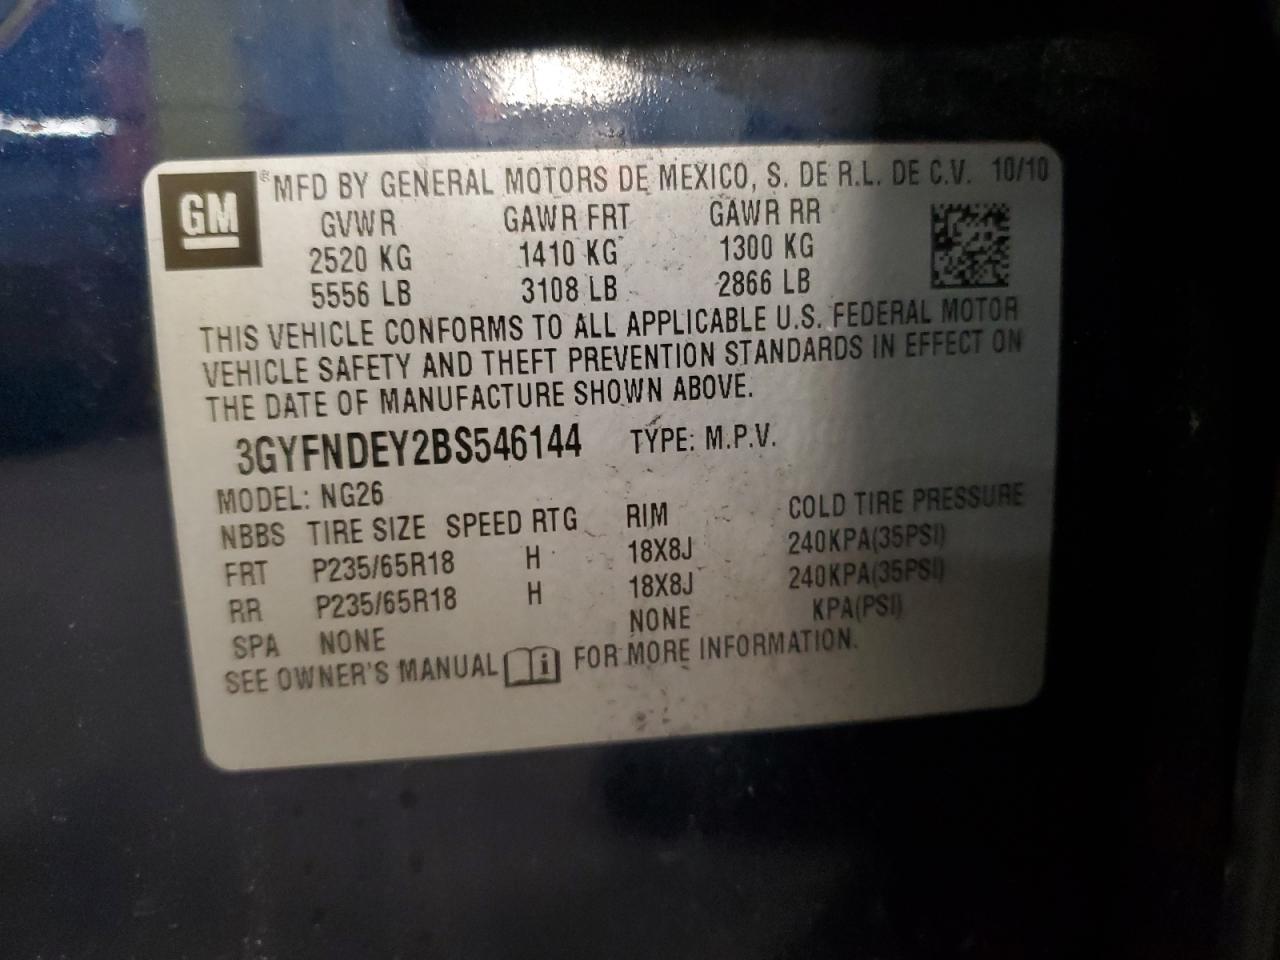 GM
® MFD BY GENERAL MOTORS DE MEXICO, S. DE R.L. DE C.V. 10/10
GVWR GAWR FRT GAWR RR
2520 KG 1410 KG 1300 KG
5556 LB 3108 LB 2866 LB
THIS VEHICLE CONFORMS TO ALL APPLICABLE U.S. FEDERAL MOTOR
VEHICLE SAFETY AND THEFT PREVENTION STANDARDS IN EFFECT ON
THE DATE OF MANUFACTURE SHOWN ABOVE.
3GYFNDEY2BS546144 TYPE: M.P.V.
MODEL: NG26
NBBS TIRE SIZE SPEED RTG RIM COLD TIRE PRESSURE
FRT P235/65R18 H 18X8J 240KPA(35PSI)
RR P235/65R18 H 18X8J 240KPA(35PSI)
SPA NONE NONE KPA(PSI)
SEE OWNER'S MANUAL i FOR MORE INFORMATION.